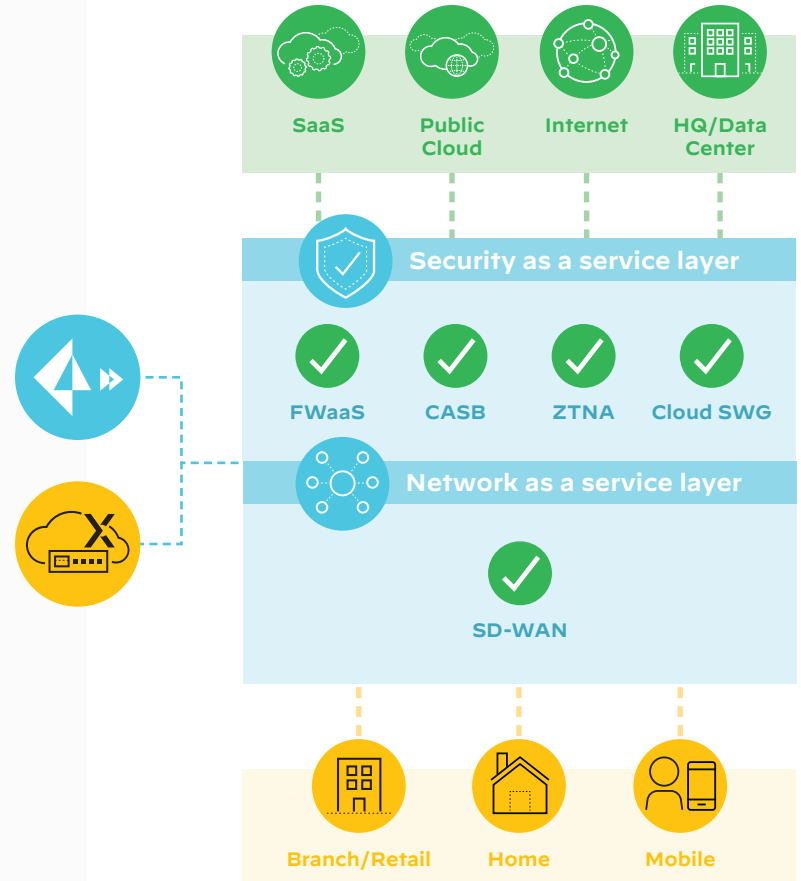 SaaS
Public
Cloud
Internet
HQ/Data
Center
Security as a service layer
FWaaS
CASB
ZTNA
Cloud SWG
Network as a service layer
SD-WAN
Branch/Retail
Home
Mobile